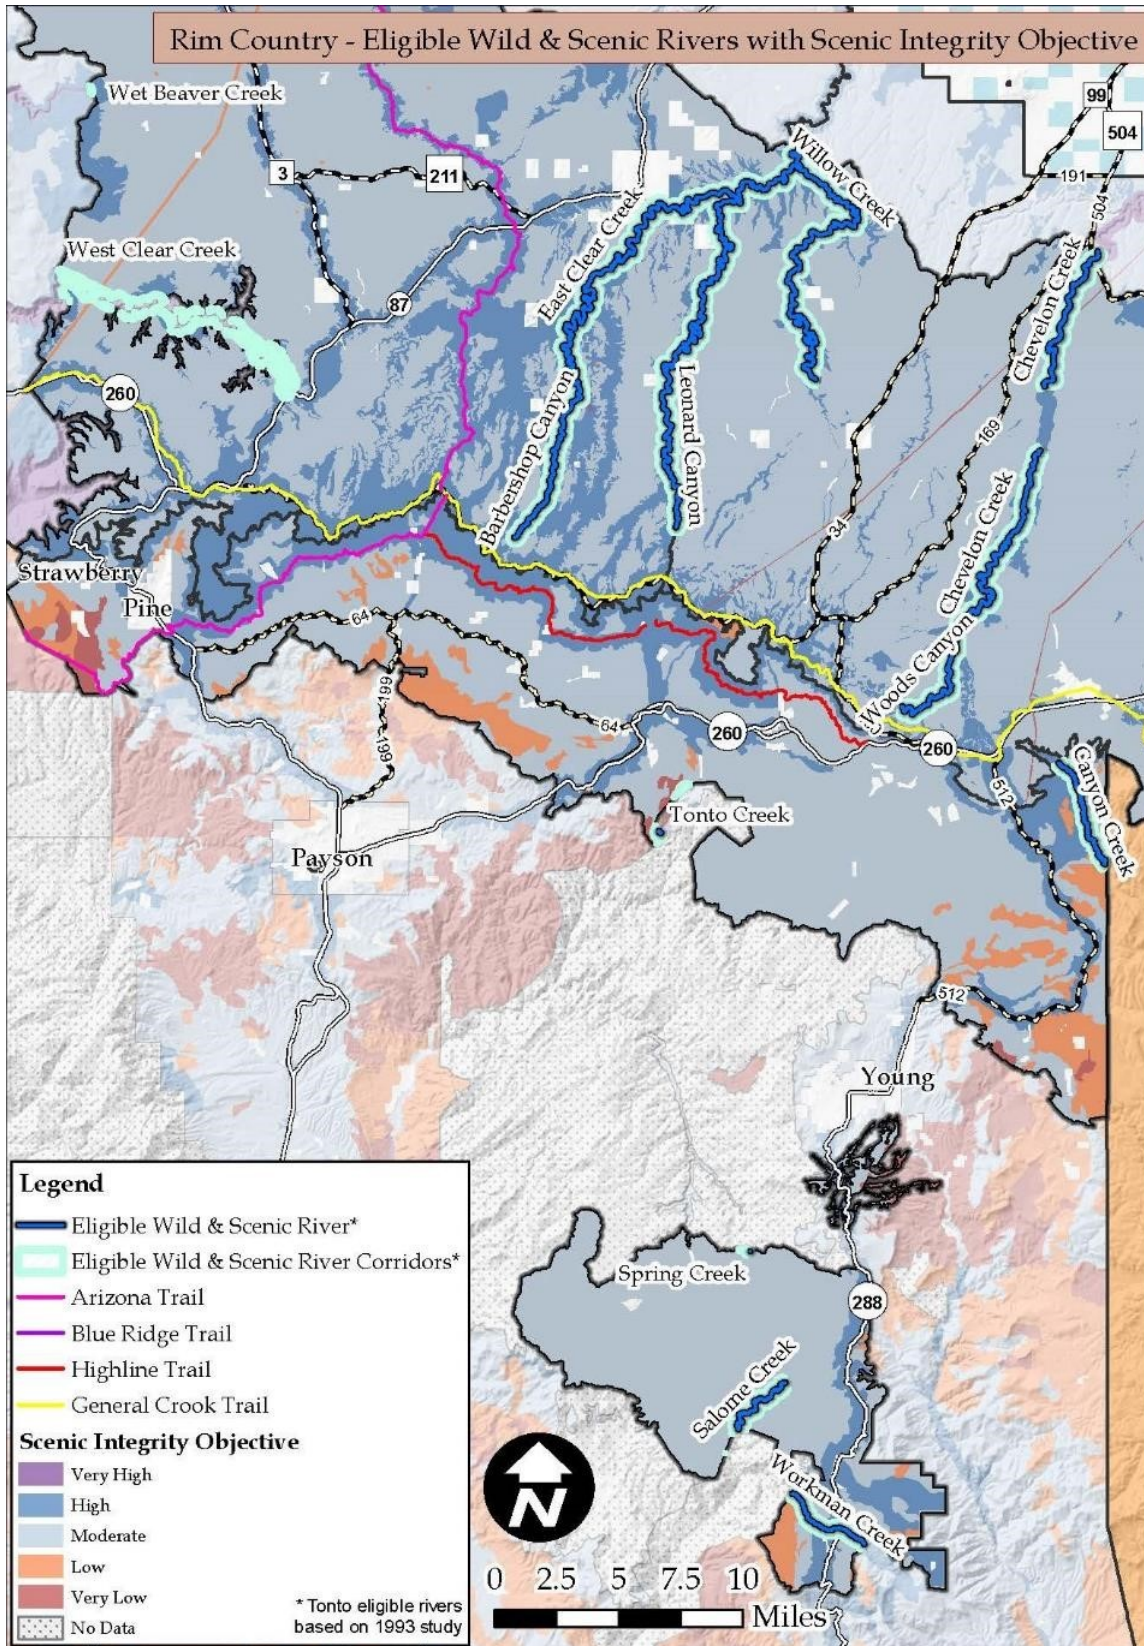 Rim Country - Eligible Wild & Scenic Rivers with Scenic Integrity Objective
Wet Beaver Creek
99
504
3
211
191
Willow Creek
504
West Clear Creek
East Clear Creek
87
Chevelon Creek
260
Barbershop Canyon
Leonard Canyon
169
34
Chevelon Creek
Strawberry
Pine
64
Woods Canyon
199
64
260
260
199
512
Canyon Creek
Tonto Creek
Payson
512
Young
Spring Creek
288
Salome Creek
Workman Creek
Legend
Eligible Wild & Scenic River*
Eligible Wild & Scenic River Corridors*
Arizona Trail
Blue Ridge Trail
Highline Trail
General Crook Trail
Scenic Integrity Objective
Very High
High
Moderate
Low
Very Low
No Data
* Tonto eligible rivers
based on 1993 study
N
0 2.5 5 7.5 10
Miles